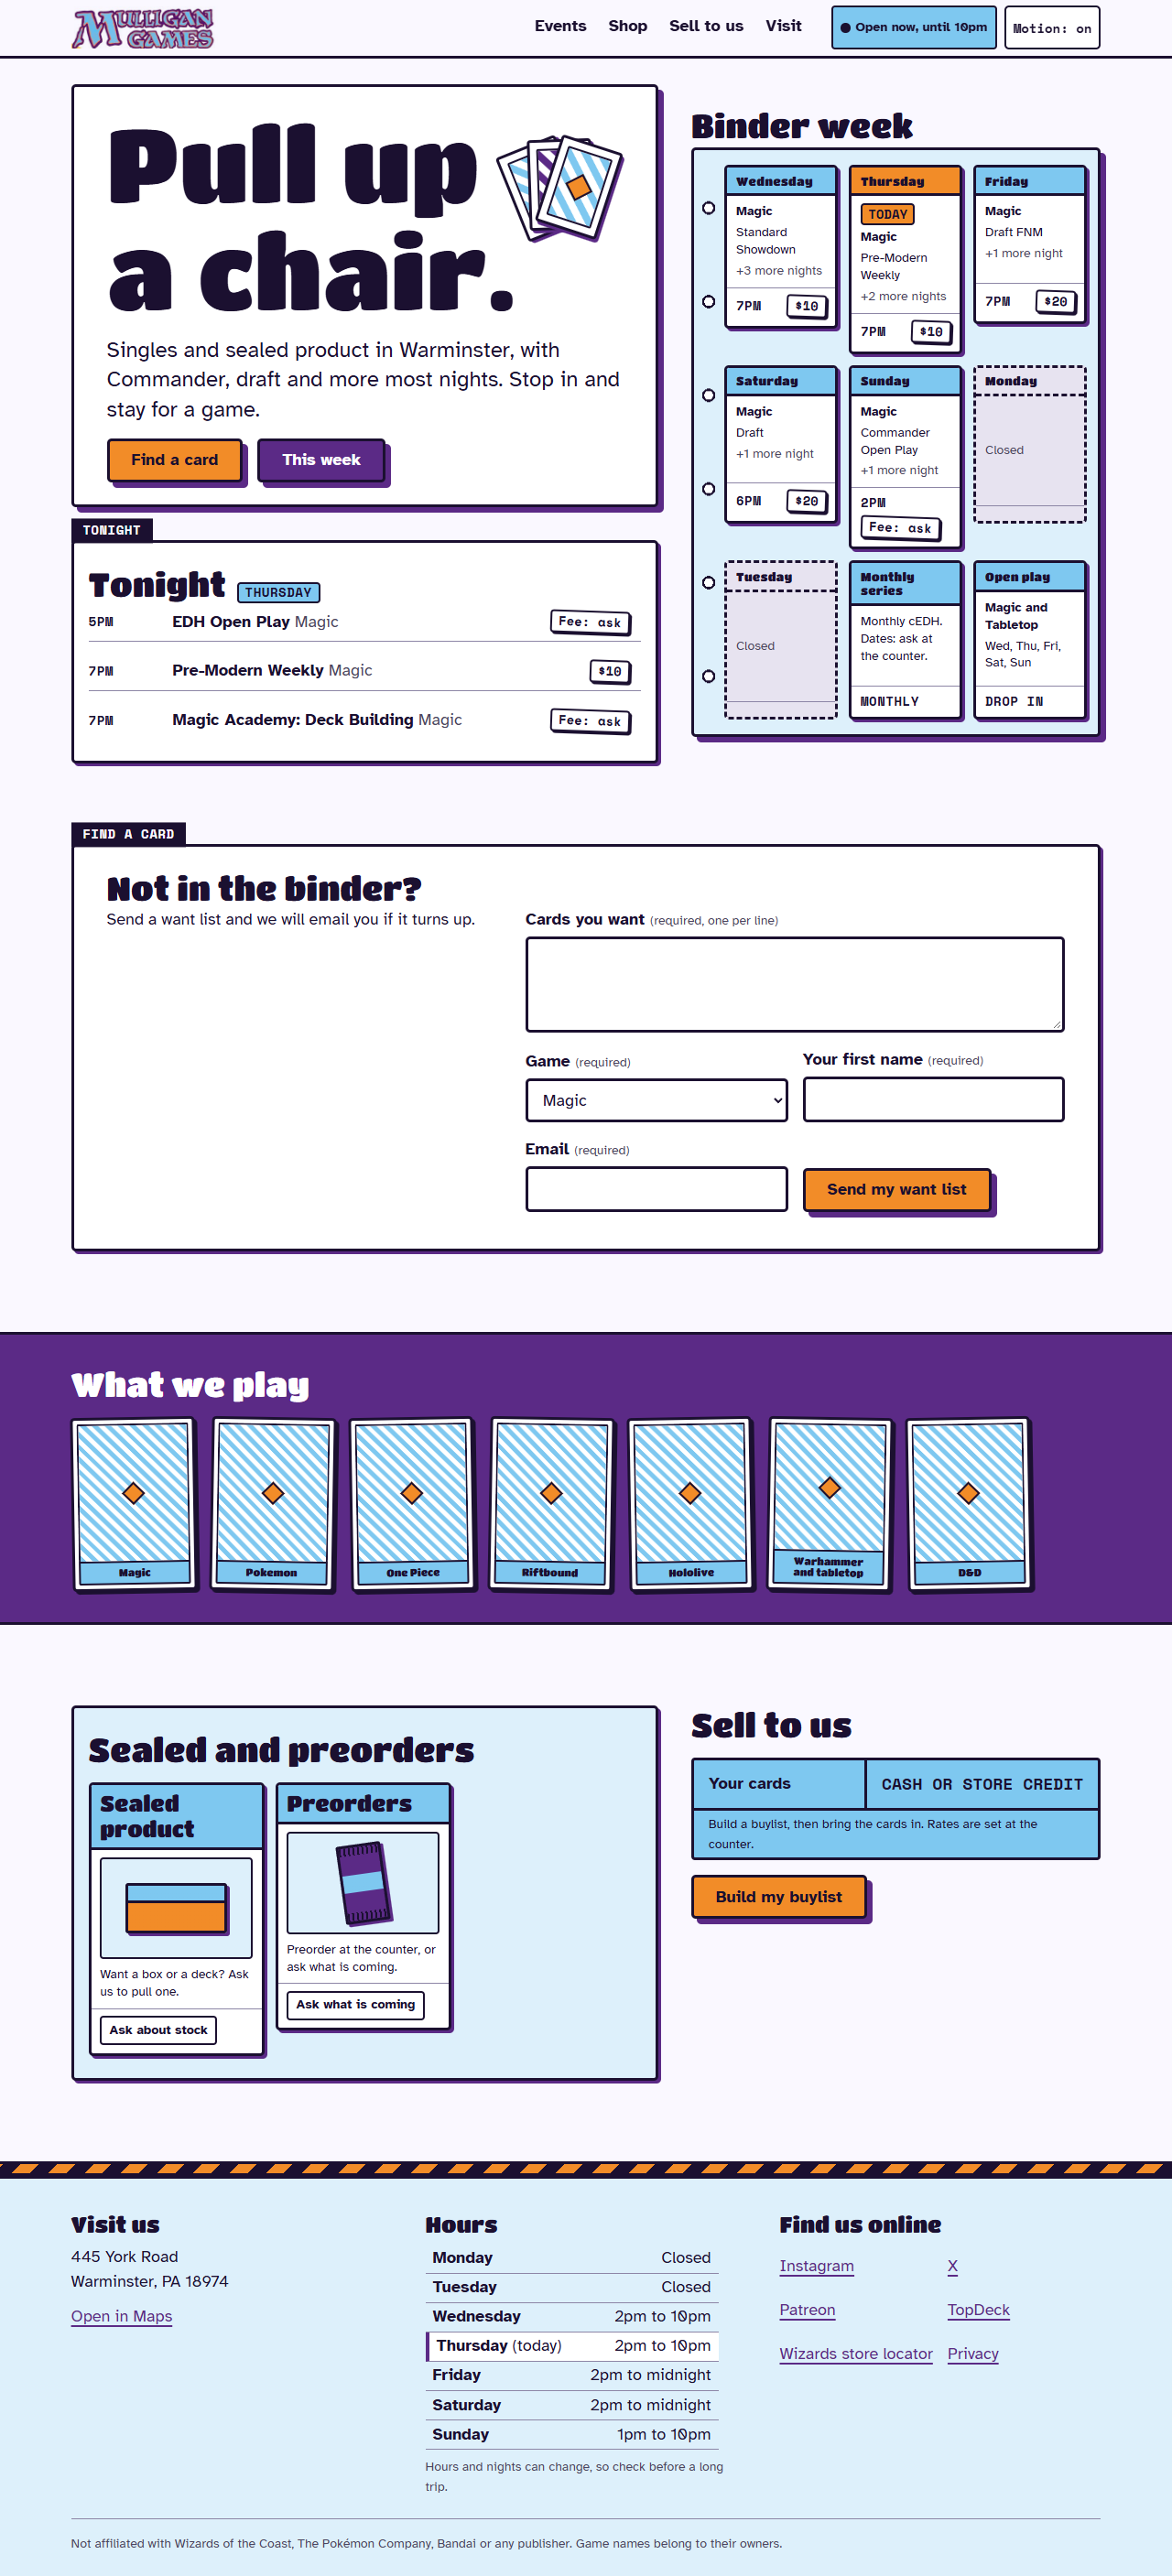 MULLIGAN GAMES
Events Shop Sell to us Visit
Open now, until 10pm
Motion: on
Pull up
a chair.
Singles and sealed product in Warminster, with
Commander, draft and more most nights. Stop in and
stay for a game.
Find a card
This week
Binder week
Wednesday
Magic
Standard
Showdown
+3 more nights
7PM $10
Thursday
TODAY
Magic
Pre-Modern
Weekly
+2 more nights
7PM $10
Friday
Magic
Draft FNM
+1 more night
7PM $20
Saturday
Magic
Draft
+1 more night
6PM $20
Sunday
Magic
Commander
Open Play
+1 more night
2PM
Fee: ask
Monday
Closed
Tuesday
Closed
Monthly
series
Monthly cEDH.
Dates: ask at
the counter.
MONTHLY
Open play
Magic and
Tabletop
Wed, Thu, Fri,
Sat, Sun
DROP IN
TONIGHT
Tonight THURSDAY
5PM EDH Open Play Magic Fee: ask
7PM Pre-Modern Weekly Magic $10
7PM Magic Academy: Deck Building Magic Fee: ask
FIND A CARD
Not in the binder?
Send a want list and we will email you if it turns up.
Cards you want (required, one per line)
Game (required)
Magic
Your first name (required)
Email (required)
Send my want list
What we play
Magic
Pokemon
One Piece
Riftbound
Hololive
Warhammer
and tabletop
D&D
Sealed and preorders
Sealed
product
Want a box or a deck? Ask
us to pull one.
Ask about stock
Preorders
Preorder at the counter, or
ask what is coming.
Ask what is coming
Sell to us
Your cards CASH OR STORE CREDIT
Build a buylist, then bring the cards in. Rates are set at the
counter.
Build my buylist
Visit us
445 York Road
Warminster, PA 18974
Open in Maps
Hours
Monday Closed
Tuesday Closed
Wednesday 2pm to 10pm
Thursday (today) 2pm to 10pm
Friday 2pm to midnight
Saturday 2pm to midnight
Sunday 1pm to 10pm
Hours and nights can change, so check before a long
trip.
Find us online
Instagram X
Patreon TopDeck
Wizards store locator Privacy
Not affiliated with Wizards of the Coast, The Pokémon Company, Bandai or any publisher. Game names belong to their owners.